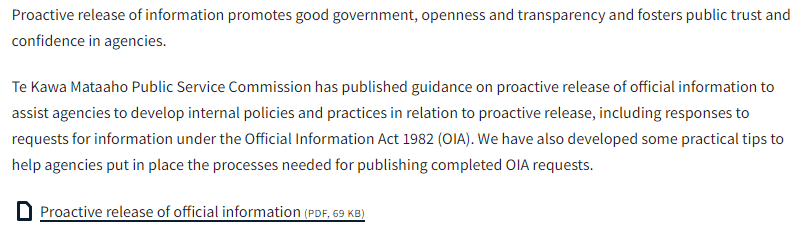 Proactive release of information promotes good government, openness and transparency and fosters public trust and
confidence in agencies.
Te Kawa Mataaho Public Service Commission has published guidance on proactive release of official information to
assist agencies to develop internal policies and practices in relation to proactive release, including responses to
requests for information under the Official Information Act 1982 (OIA). We have also developed some practical tips to
help agencies put in place the processes needed for publishing completed OIA requests.
Proactive release of official information (PDF, 69 KB)